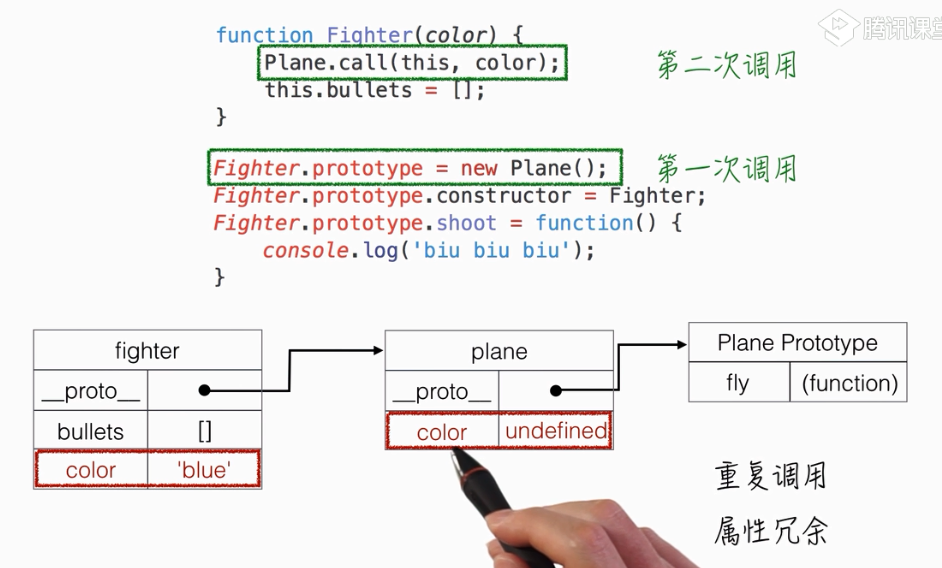 腾讯课堂
function Fighter(color) {
Plane.call(this, color);
第二次调用
this.bullets = [];
}
Fighter.prototype = new Plane();
第一次调用
Fighter.prototype.constructor = Fighter;
Fighter.prototype.shoot = function() {
console.log('biu biu biu');
}
fighter
__proto__
bullets []
color 'blue'
plane
__proto__
color undefined
Plane Prototype
fly (function)
重复调用
属性冗余